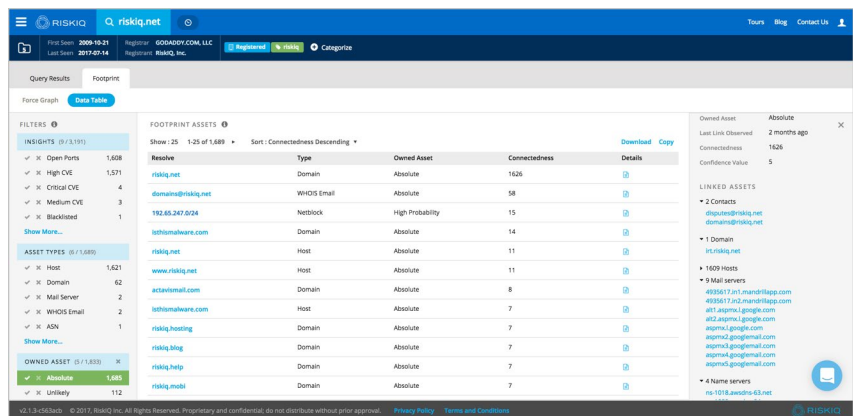 RISKIQ
riskiq.net
Tours Blog Contact Us
First Seen 2009-10-21
Last Seen 2017-07-14
Registrar GODADDY.COM, LLC
Registrant RiskIQ, Inc.
Registered
riskiq
Categorize
Query Results Footprint
Force Graph Data Table
FILTERS
INSIGHTS (9 / 3,191)
Open Ports 1,608
High CVE 1,571
Critical CVE 4
Medium CVE 3
Blacklisted 1
Show More...
ASSET TYPES (6 / 1,689)
Host 1,621
Domain 62
Mail Server 2
WHOIS Email 2
ASN 1
Show More...
OWNED ASSET (5 / 1,833)
Absolute 1,685
Unlikely 112
FOOTPRINT ASSETS
Show : 25 1-25 of 1,689 Sort : Connectedness Descending Download Copy
Resolve Type Owned Asset Connectedness Details
riskiq.net Domain Absolute 1626
domains@riskiq.net WHOIS Email Absolute 58
192.65.247.0/24 Netblock High Probability 15
isthismalware.com Domain Absolute 14
riskiq.net Host Absolute 11
www.riskiq.net Host Absolute 11
actavismail.com Domain Absolute 8
isthismalware.com Host Absolute 7
riskiq.hosting Domain Absolute 7
riskiq.blog Domain Absolute 7
riskiq.help Domain Absolute 7
riskiq.mobi Domain Absolute 7
Owned Asset Absolute
Last Link Observed 2 months ago
Connectedness 1626
Confidence Value 5
LINKED ASSETS
2 Contacts
disputes@riskiq.net
domains@riskiq.net
1 Domain
irt.riskiq.net
1609 Hosts
9 Mail servers
4935617.in1.mandrillapp.com
4935617.in2.mandrillapp.com
alt1.aspmx.l.google.com
alt2.aspmx.l.google.com
aspmx.l.google.com
aspmx2.googlemail.com
aspmx3.googlemail.com
aspmx4.googlemail.com
aspmx5.googlemail.com
4 Name servers
ns-1018.awsdns-63.net
v2.1.3-c563acb © 2017, RiskIQ Inc. All Rights Reserved. Proprietary and confidential; do not distribute without prior approval. Privacy Policy Terms and Conditions
RISKIQ